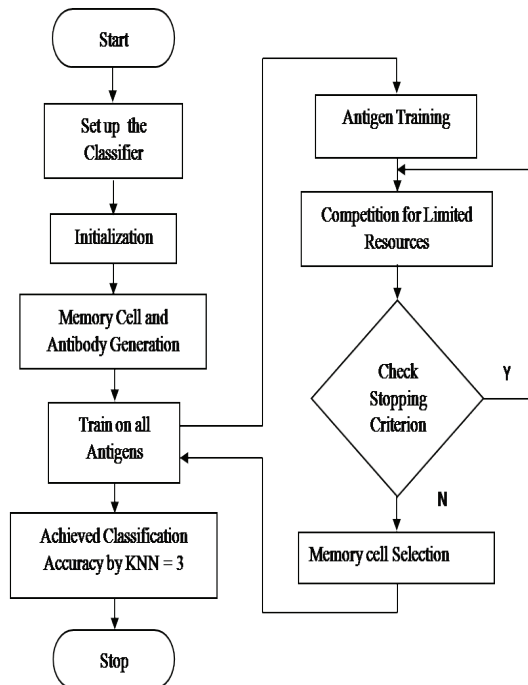 Start
Set up the
Classifier
Initialization
Memory Cell and
Antibody Generation
Train on all
Antigens
Achieved Classification
Accuracy by KNN = 3
Stop
Antigen Training
Competition for Limited
Resources
Check
Stopping
Criterion
Y
N
Memory cell Selection